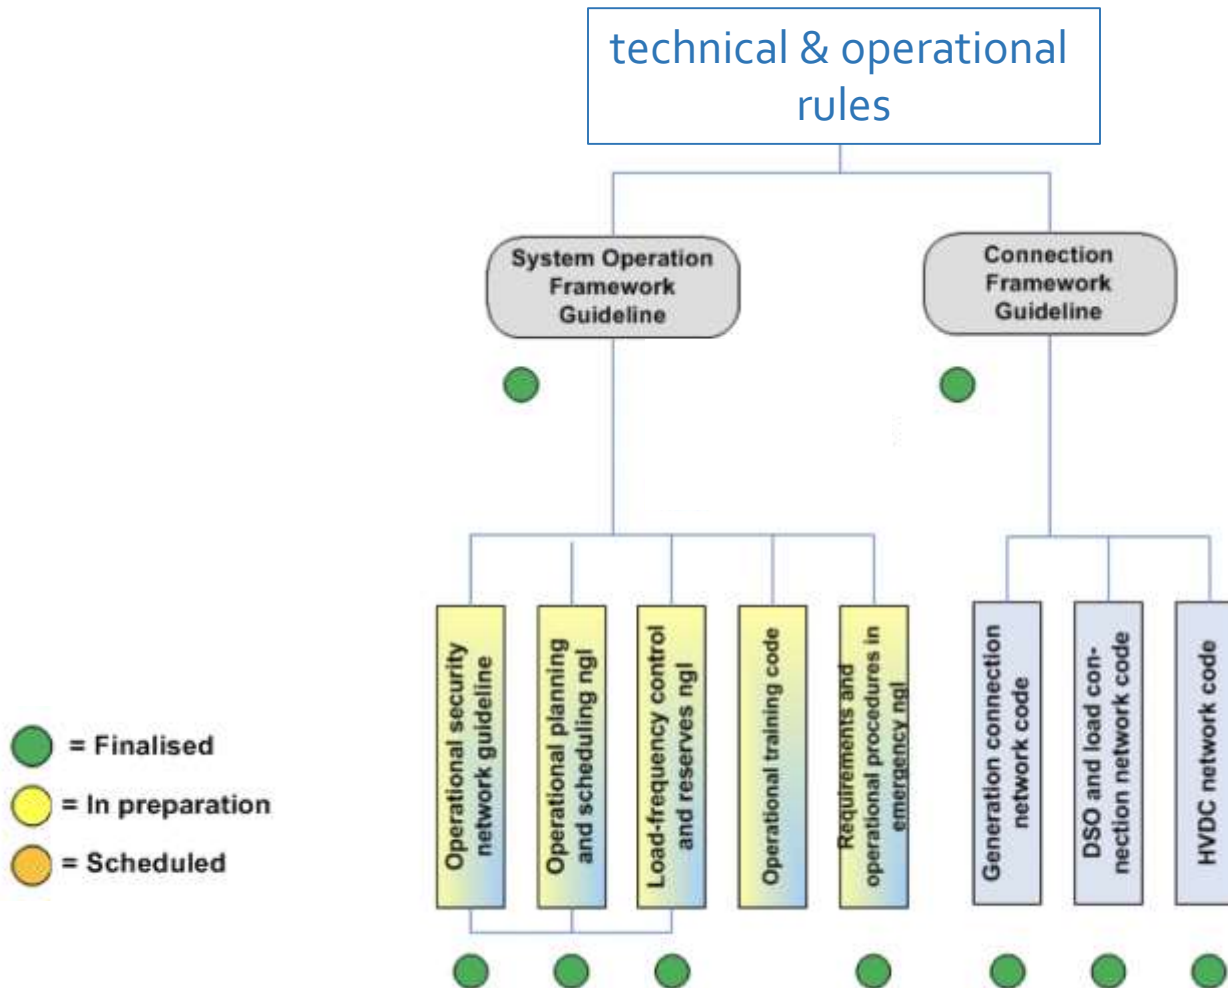 technical & operational
rules
System Operation
Framework
Guideline
Connection
Framework
Guideline
Operational security
network guideline
Operational planning
and scheduling ngl
Load-frequency control
and reserves ngl
Operational training code
Requirements and
operational procedures in
emergency ngl
Generation connection
network code
DSO and load con-
nection network code
HVDC network code
= Finalised
= In preparation
= Scheduled